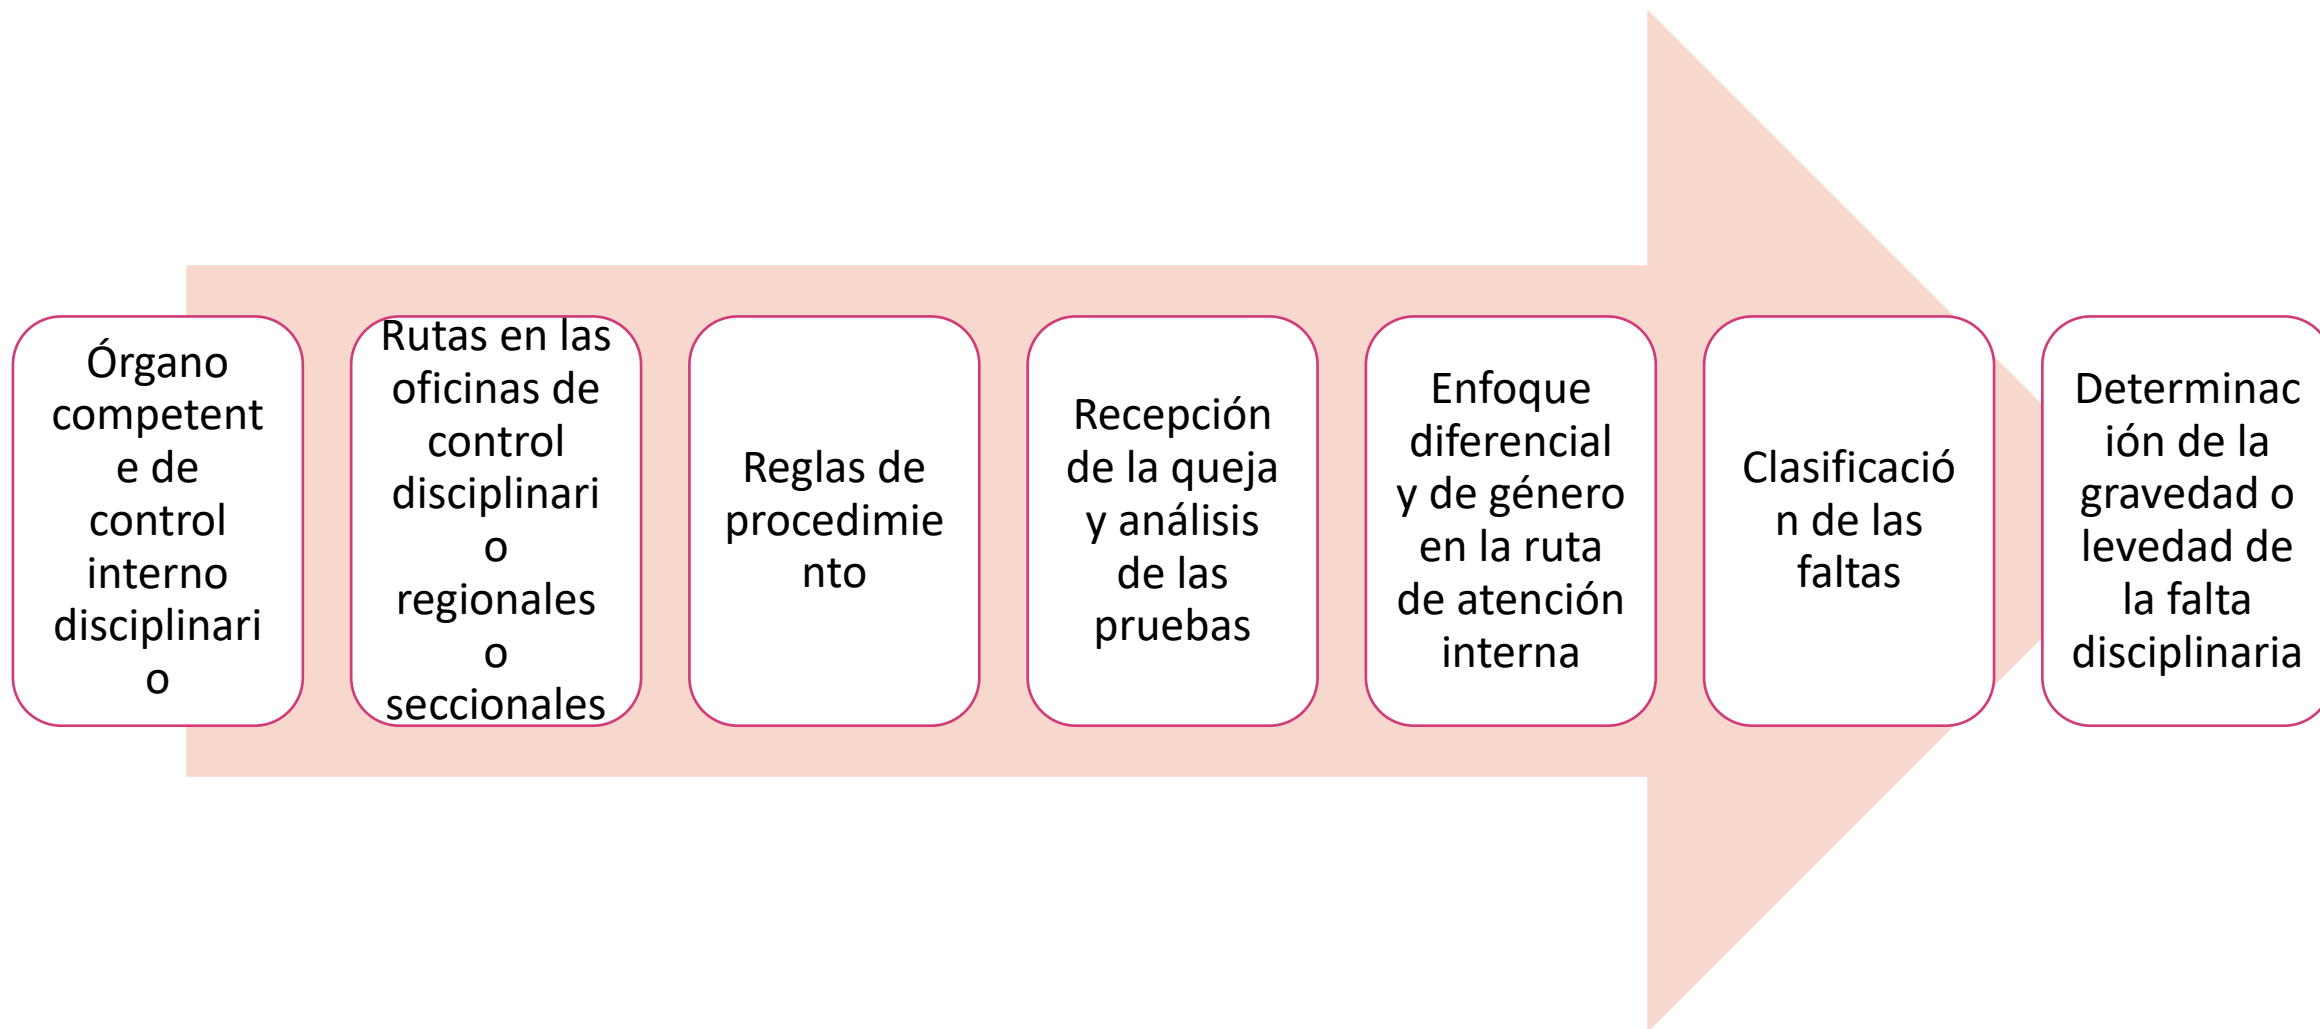 Órgano
competent
e de
control
interno
disciplinari
o
Rutas en las
oficinas de
control
disciplinari
o
regionales
o
seccionales
Reglas de
procedimie
nto
Recepción
de la queja
y análisis
de las
pruebas
Enfoque
diferencial
y de género
en la ruta
de atención
interna
Clasificació
n de las
faltas
Determinac
ión de la
gravedad o
levedad de
la falta
disciplinaria